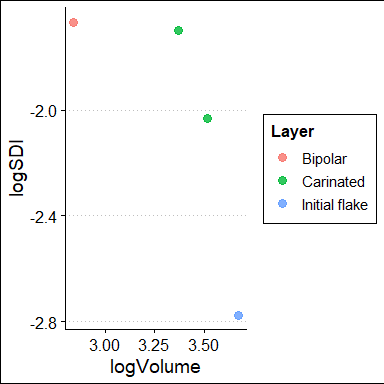 logSDI
-2.0
-2.4
-2.8
3.00 3.25 3.50
logVolume
Layer
Bipolar
Carinated
Initial flake